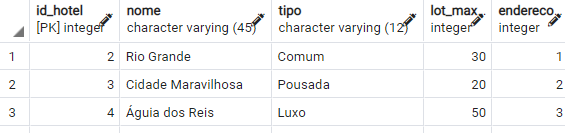 id_hotel nome tipo lot_max endereco
[PK] integer character varying (45) character varying (12) integer integer
1 2 Rio Grande Comum 30 1
2 3 Cidade Maravilhosa Pousada 20 2
3 4 Águia dos Reis Luxo 50 3